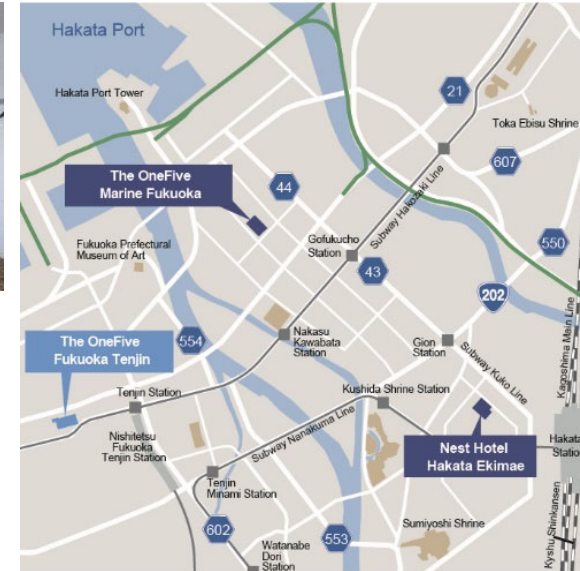 Hakata Port
Hakata Port Tower
21
Toka Ebisu Shrine
607
The OneFive
Marine Fukuoka
44
Subway Hakozaki Line
Fukuoka Prefectural
Museum of Art
Gofukucho
Station
43
550
202
Kagoshima Main Line
554
Nakasu
Kawabata
Station
Gion
Station
Subway Kuko Line
The OneFive
Fukuoka Tenjin
Tenjin Station
Kushida Shrine Station
Nishitetsu
Fukuoka
Tenjin Station
Subway Nanakuma Line
Nest Hotel
Hakata Ekimae
Hakata
Station
Tenjin
Minami Station
602
553
Sumiyoshi Shrine
Kyshu Shinkansen
Watanabe
Dori
Station